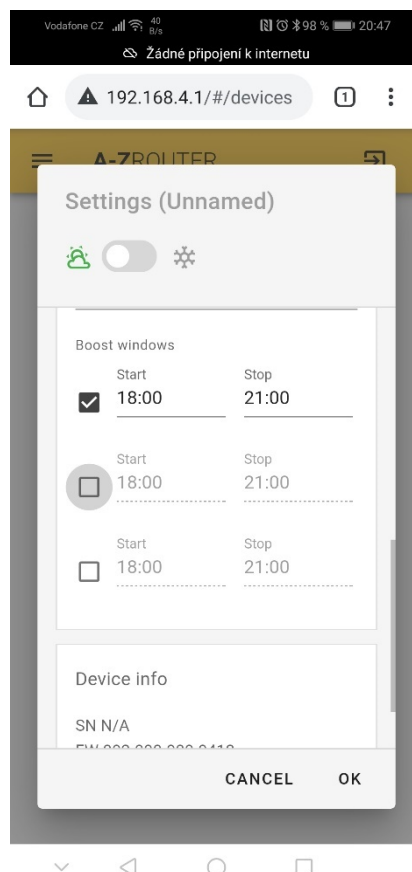 Vodafone CZ 40 B/s 98 % 20:47
Žádné připojení k internetu
192.168.4.1/#/devices 1
A-ZROUTER
Settings (Unnamed)
Boost windows
Start Stop
18:00 21:00
Start Stop
18:00 21:00
Start Stop
18:00 21:00
Device info
SN N/A
CANCEL OK